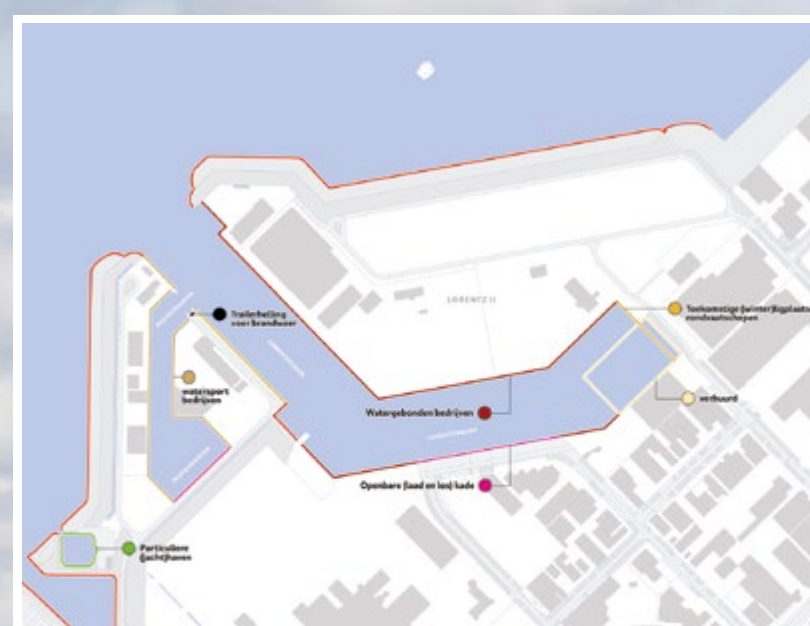 LORENTZ II
Trailerhelling
voor brandweer
Toekomstige (winter)ligplaats
rondvaartschepen
watersport
bedrijven
Watergebonden bedrijven
verhuurd
Openbare (laad en los) kade
Particuliere
(jacht)haven